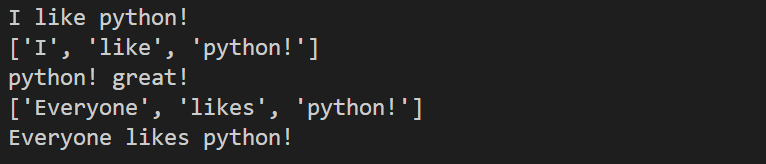 I like python!
['I', 'like', 'python!']
python! great!
['Everyone', 'likes', 'python!']
Everyone likes python!